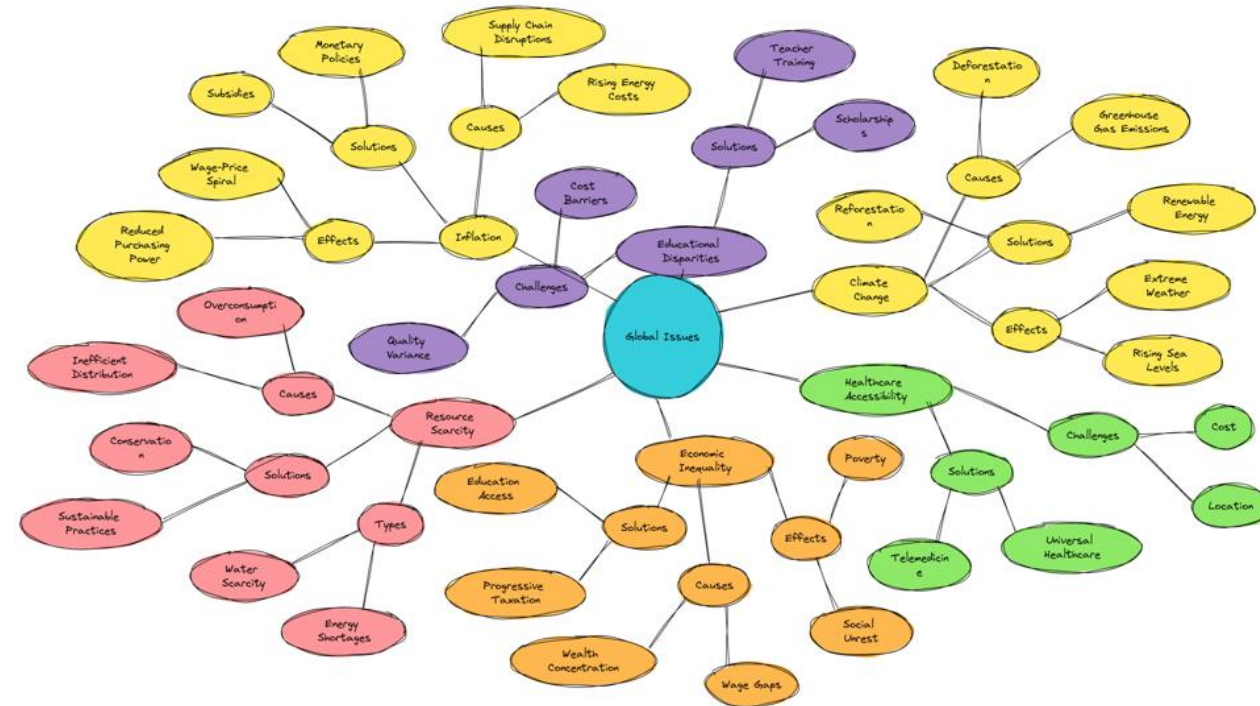 Supply Chain
Disruptions
Monetary
Policies
Subsidies
Rising Energy
Costs
Causes
Solutions
Wage-Price
Spiral
Reduced
Purchasing
Power
Effects
Inflation
Teacher
Training
Scholarship
s
Solutions
Cost
Barriers
Educational
Disparities
Challenges
Quality
Variance
Deforestatio
n
Greenhouse
Gas Emissions
Causes
Reforestatio
n
Renewable
Energy
Solutions
Climate
Change
Extreme
Weather
Effects
Rising Sea
Levels
Global Issues
Overconsumpti
on
Inefficient
Distribution
Causes
Resource
Scarcity
Conservatio
n
Solutions
Sustainable
Practices
Types
Water
Scarcity
Energy
Shortages
Economic
Inequality
Education
Access
Solutions
Progressive
Taxation
Causes
Wealth
Concentration
Wage Gaps
Poverty
Effects
Social
Unrest
Healthcare
Accessibility
Challenges
Cost
Location
Solutions
Telemedicin
e
Universal
Healthcare